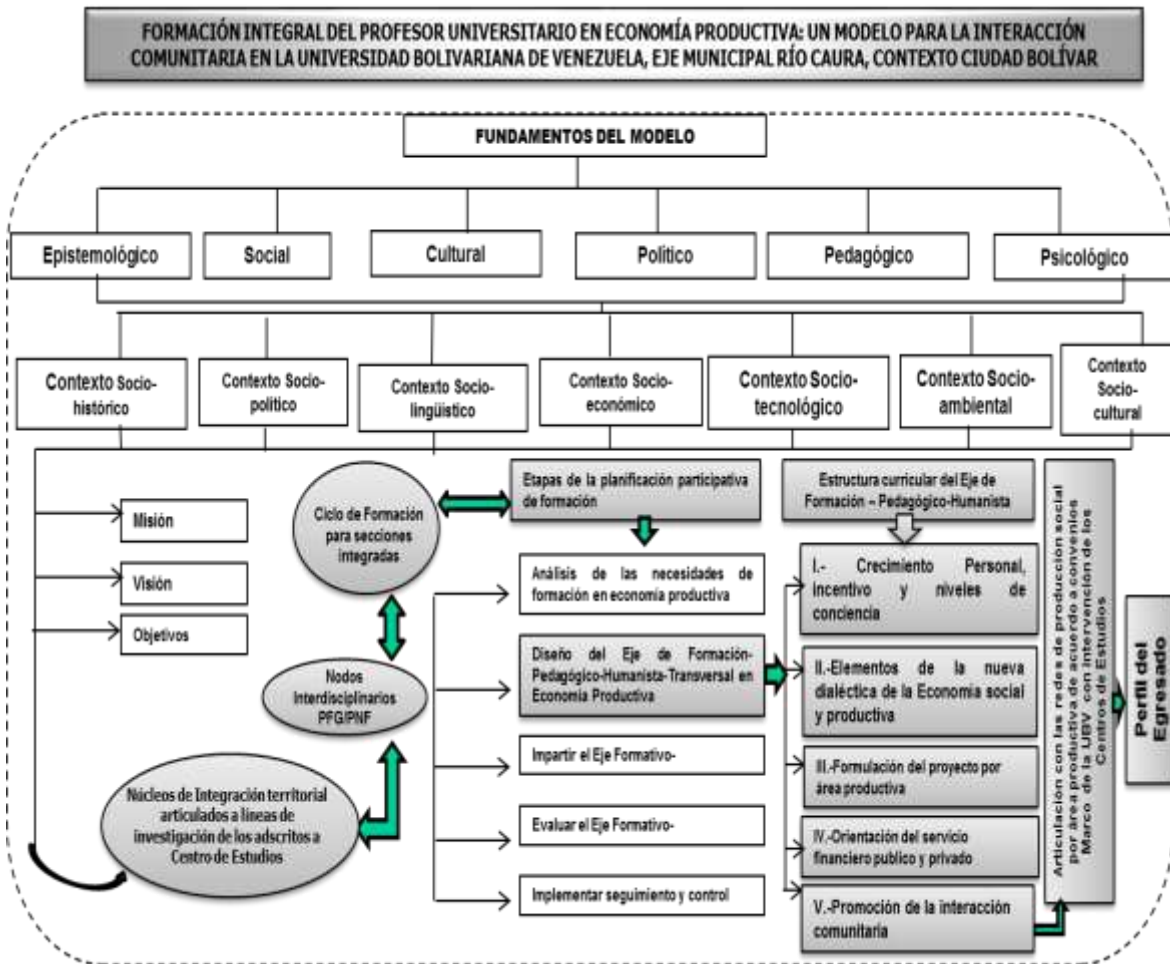 FORMACIÓN INTEGRAL DEL PROFESOR UNIVERSITARIO EN ECONOMÍA PRODUCTIVA: UN MODELO PARA LA INTERACCIÓN
COMUNITARIA EN LA UNIVERSIDAD BOLIVARIANA DE VENEZUELA, EJE MUNICIPAL RÍO CAURA, CONTEXTO CIUDAD BOLÍVAR
FUNDAMENTOS DEL MODELO
Epistemológico
Social
Cultural
Político
Pedagógico
Psicológico
Contexto Socio-
histórico
Contexto Socio-
político
Contexto Socio-
lingüístico
Contexto Socio-
económico
Contexto Socio-
tecnológico
Contexto Socio-
ambiental
Contexto
Socio-
cultural
Misión
Visión
Objetivos
Ciclo de Formación
para secciones
integradas
Nodos
Interdisciplinarios
PFG/PNF
Núcleos de Integración territorial
articulados a líneas de
investigación de los adscritos a
Centro de Estudios
Etapas de la planificación participativa
de formación
Análisis de las necesidades de
formación en economía productiva
Diseño del Eje de Formación-
Pedagógico-Humanista-Transversal en
Economía Productiva
Impartir el Eje Formativo-
Evaluar el Eje Formativo-
Implementar seguimiento y control
Estructura curricular del Eje de
Formación – Pedagógico-Humanista
I.- Crecimiento Personal,
Incentivo y niveles de
conciencia
II.-Elementos de la nueva
dialéctica de la Economía social
y productiva
III.-Formulación del proyecto por
área productiva
IV.-Orientación del servicio
financiero publico y privado
V.-Promoción de la interacción
comunitaria
Articulación con las redes de producción social
por área productiva de acuerdo a convenios
Marco de la UBV con intervención de los
Centros de Estudios
Perfil del
Egresado